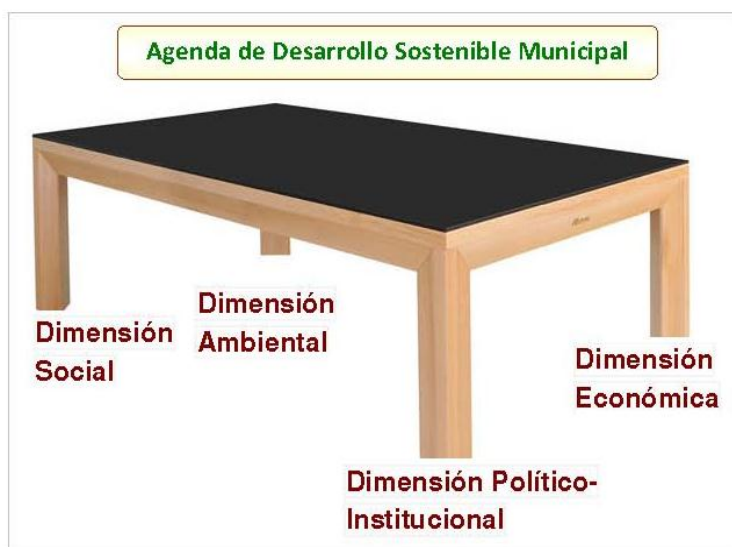 Agenda de Desarrollo Sostenible Municipal
Dimensión
Social
Dimensión
Ambiental
Dimensión
Económica
Dimensión Político-
Institucional